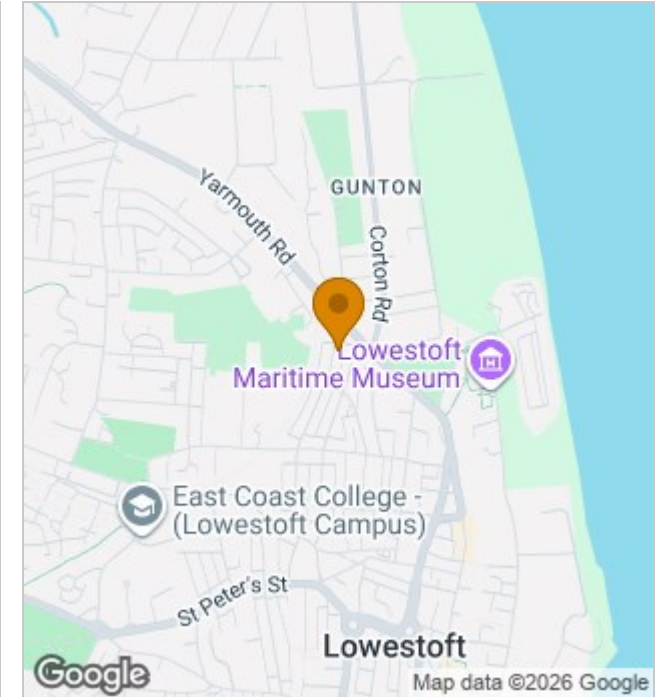 Yarmouth Rd
GUNTON
Corton Rd
Lowestoft
Maritime Museum
East Coast College -
(Lowestoft Campus)
St Peter's St
Lowestoft
Google
Map data ©2026 Google